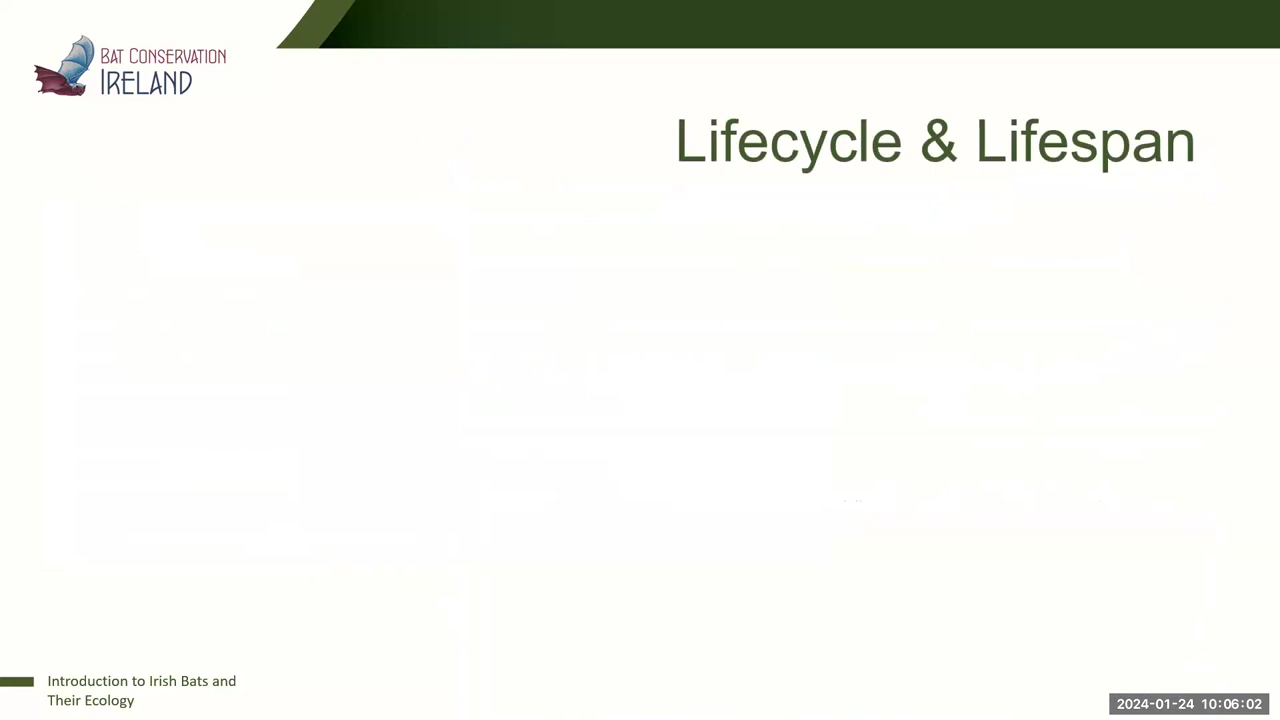 BAT CONSERVATION
IRELAND
Lifecycle & Lifespan
Introduction to Irish Bats and
Their Ecology
2024-01-24 10:06:02